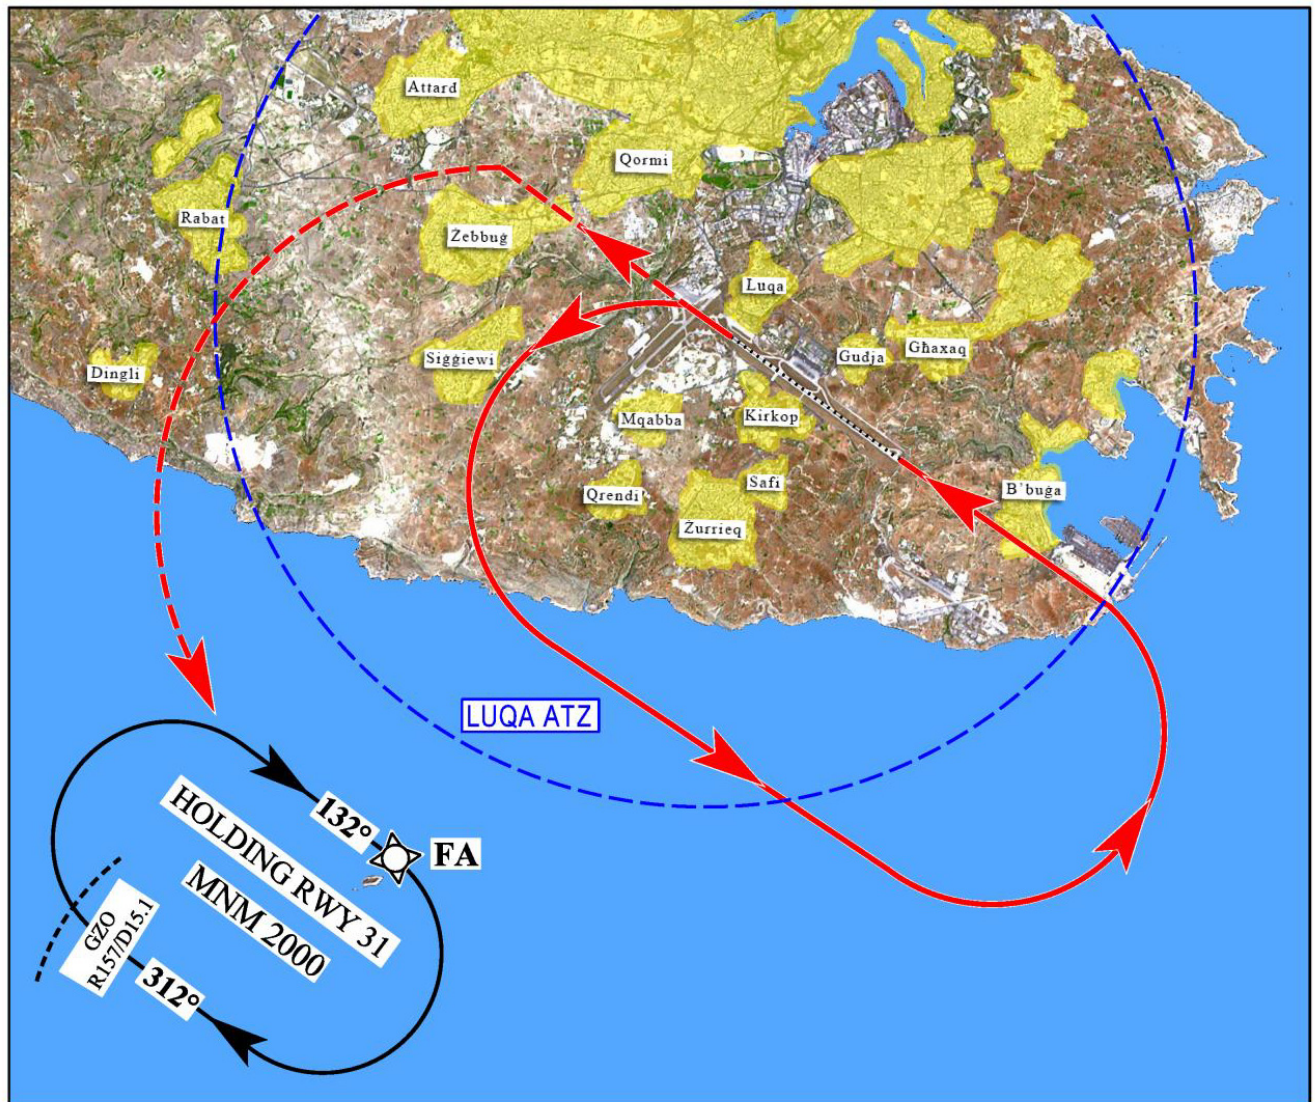 Attard
Qormi
Rabat
Żebbuġ
Luqa
Siġġiewi
Gudja
Għaxaq
Dingli
Mqabba
Kirkop
Qrendi
Safi
B'buġa
Żurrieq
LUQA ATZ
132°
FA
HOLDING RWY 31
MNM 2000
GZO
R157/D15.1
312°